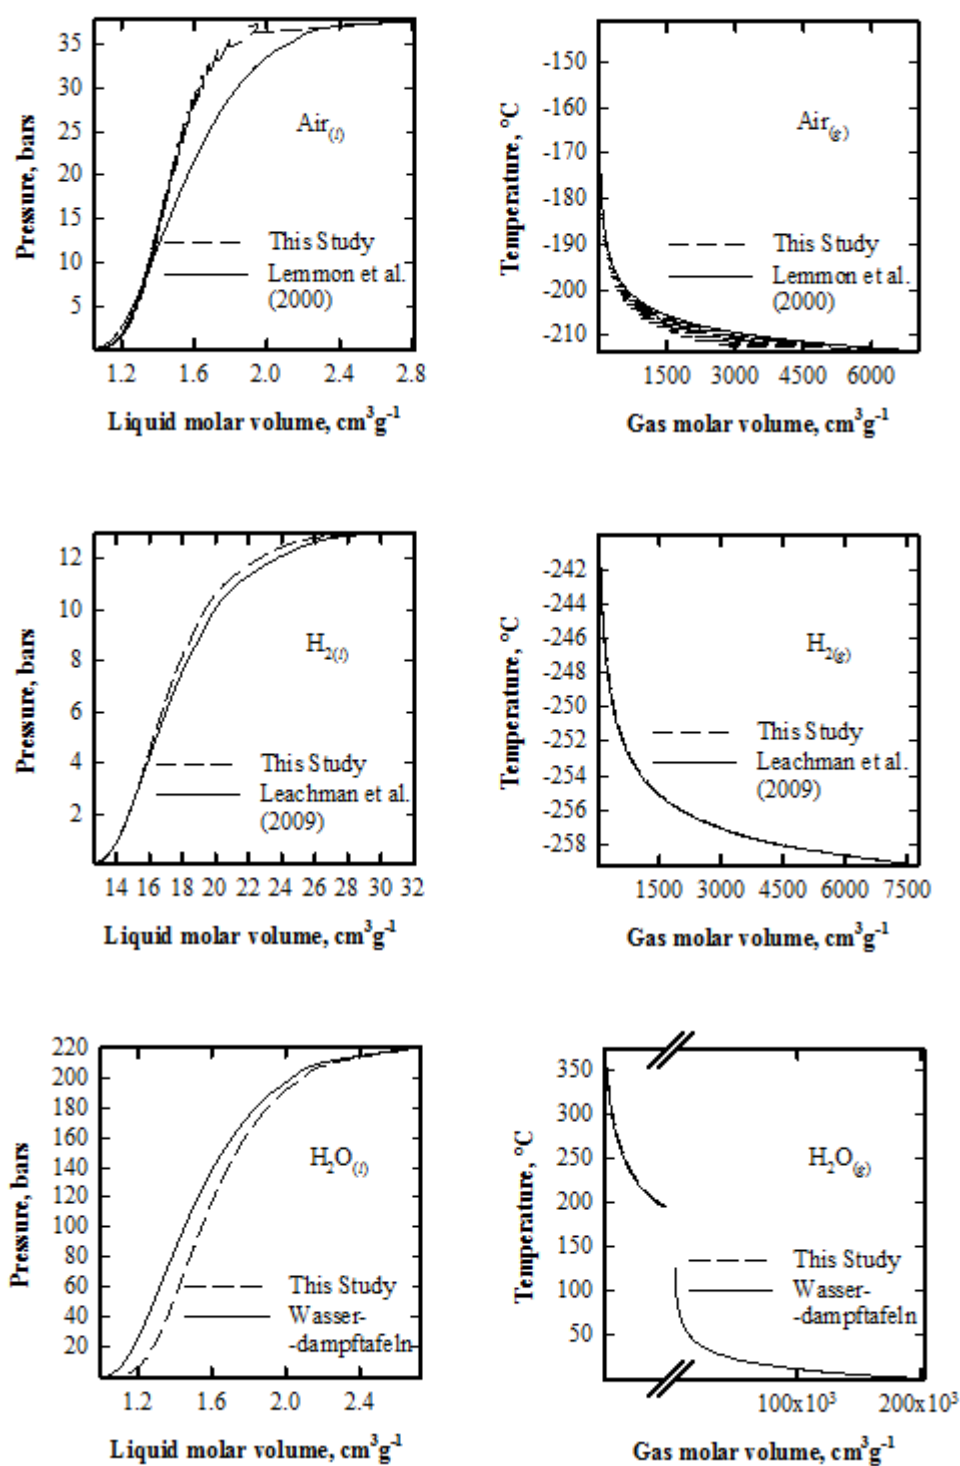 35
30
25
20
15
10
5
Pressure, bars
Air(l)
This Study
Lemmon et al.
(2000)
1.2 1.6 2.0 2.4 2.8
Liquid molar volume, cm³g⁻¹
-150
-160
-170
-180
-190
-200
-210
Temperature, °C
Air(g)
This Study
Lemmon et al.
(2000)
1500 3000 4500 6000
Gas molar volume, cm³g⁻¹
12
10
8
6
4
2
Pressure, bars
H₂(l)
This Study
Leachman et al.
(2009)
14 16 18 20 22 24 26 28 30 32
Liquid molar volume, cm³g⁻¹
-242
-244
-246
-248
-250
-252
-254
-256
-258
Temperature, °C
H₂(g)
This Study
Leachman et al.
(2009)
1500 3000 4500 6000 7500
Gas molar volume, cm³g⁻¹
220
200
180
160
140
120
100
80
60
40
20
Pressure, bars
H₂O(l)
This Study
Wasser-
-dampftafeln
1.2 1.6 2.0 2.4
Liquid molar volume, cm³g⁻¹
350
300
250
200
150
100
50
Temperature, °C
H₂O(g)
This Study
Wasser-
-dampftafeln
100x10³ 200x10³
Gas molar volume, cm³g⁻¹